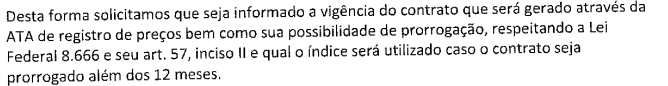 Desta forma solicitamos que seja informado a vigência do contrato que será gerado através da
ATA de registro de preços bem como sua possibilidade de prorrogação, respeitando a Lei
Federal 8.666 e seu art. 57, inciso II e qual o índice será utilizado caso o contrato seja
prorrogado além dos 12 meses.